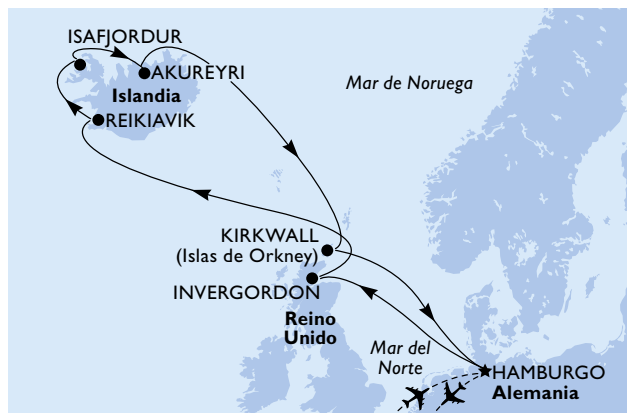 ISAFJORDUR
AKUREYRI
Islandia
REIKIAVIK
Mar de Noruega
KIRKWALL
(Islas de Orkney)
INVERGORDON
Reino
Unido
Mar del
Norte
HAMBURGO
Alemania